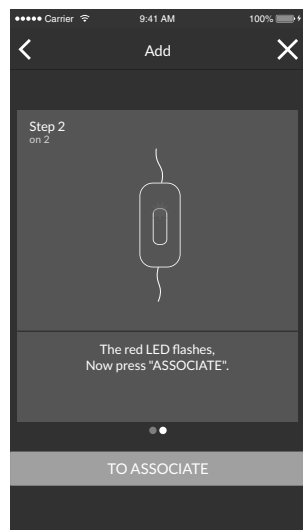 Carrier 9:41 AM 100%
Add
Step 2
on 2
The red LED flashes,
Now press "ASSOCIATE".
TO ASSOCIATE